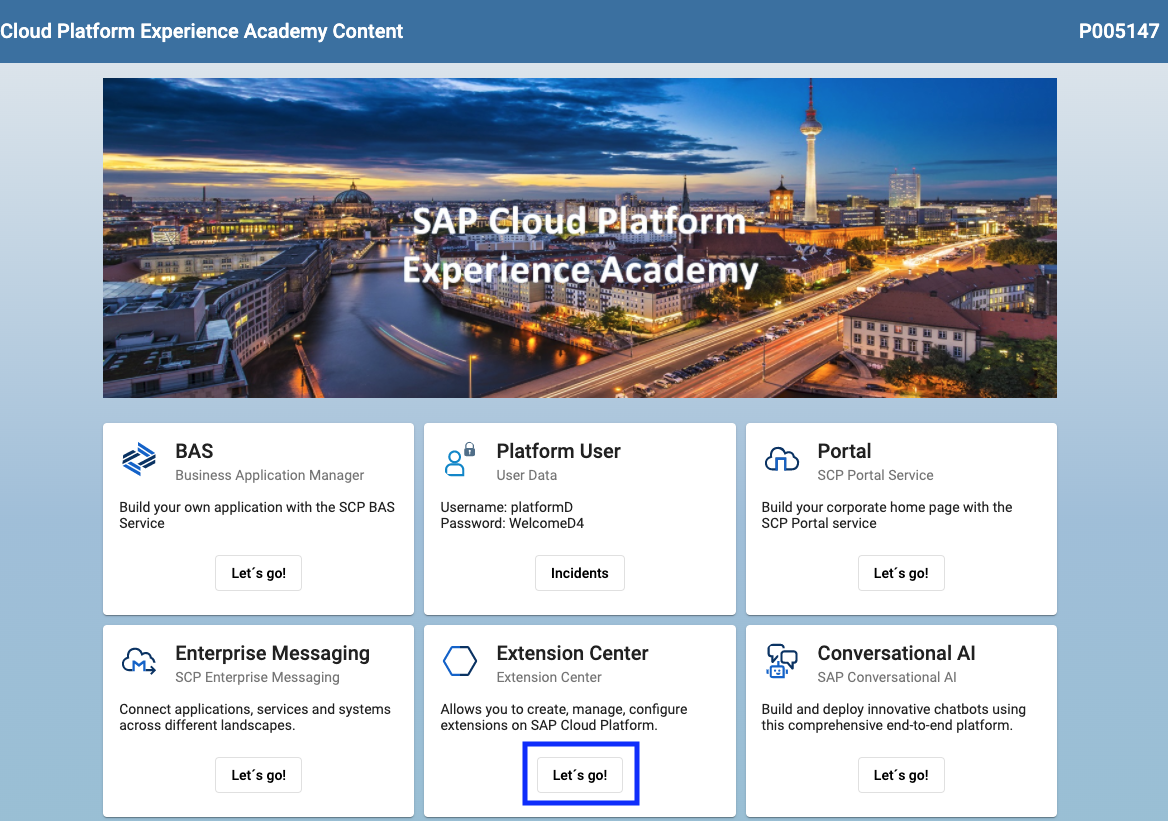 Cloud Platform Experience Academy Content
P005147
SAP Cloud Platform
Experience Academy
BAS
Business Application Manager
Build your own application with the SCP BAS
Service
Let´s go!
Platform User
User Data
Username: platformD
Password: WelcomeD4
Incidents
Portal
SCP Portal Service
Build your corporate home page with the
SCP Portal service
Let´s go!
Enterprise Messaging
SCP Enterprise Messaging
Connect applications, services and systems
across different landscapes.
Let´s go!
Extension Center
Extension Center
Allows you to create, manage, configure
extensions on SAP Cloud Platform.
Let´s go!
Conversational AI
SAP Conversational AI
Build and deploy innovative chatbots using
this comprehensive end-to-end platform.
Let´s go!